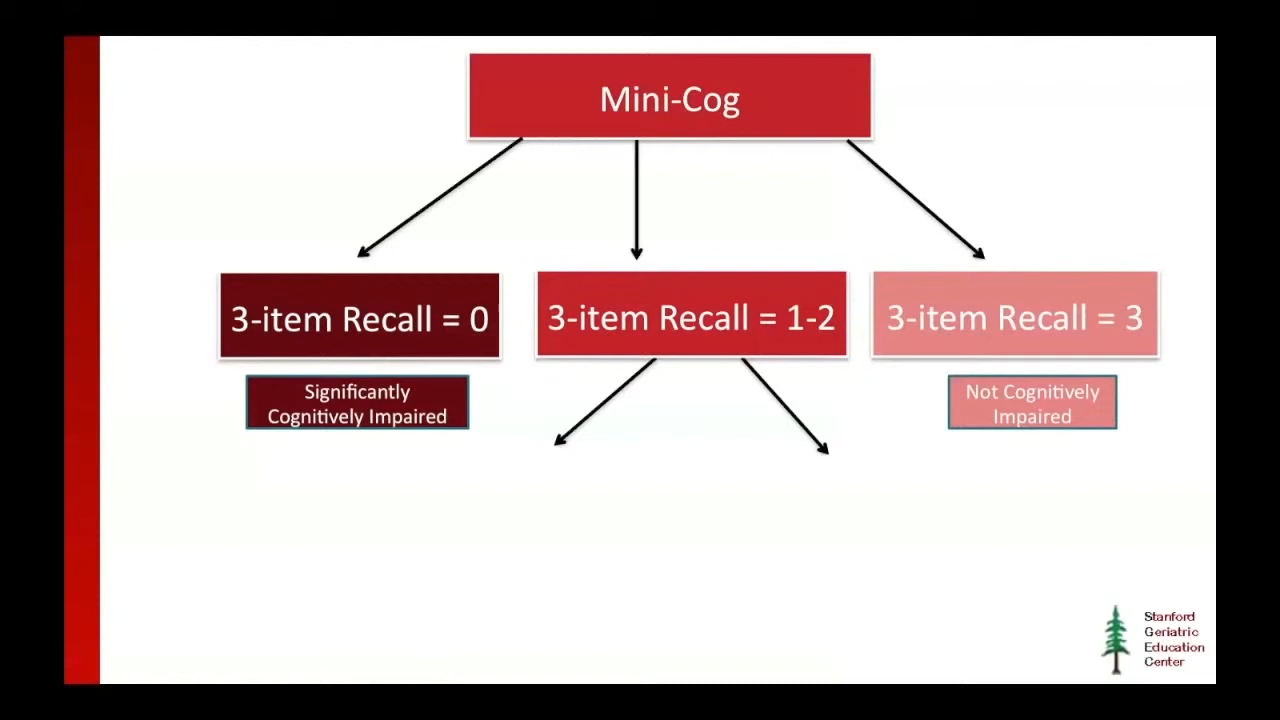 Mini-Cog
3-item Recall = 0
3-item Recall = 1-2
3-item Recall = 3
Significantly
Cognitively Impaired
Not Cognitively
Impaired
Stanford
Geriatric
Education
Center